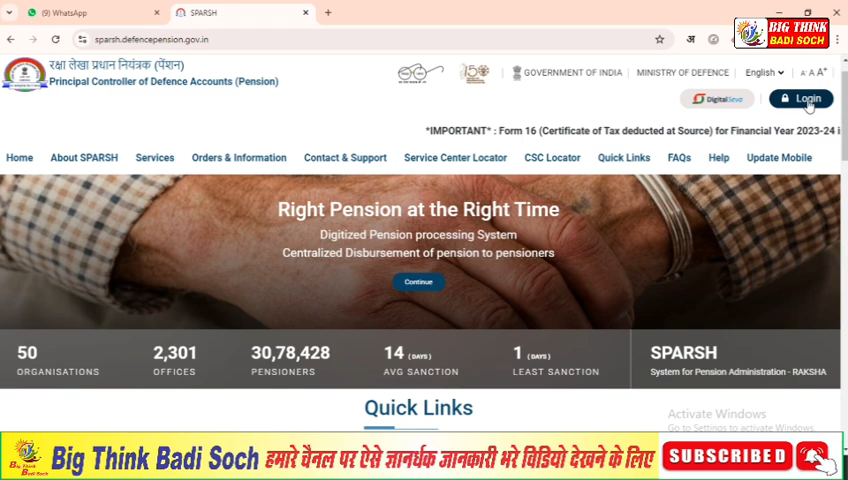 (9) WhatsApp
SPARSH
BIG THINK
BADI SOCH
sparsh.defencepension.gov.in
अ
रक्षा लेखा प्रधान नियंत्रक (पेंशन)
Principal Controller of Defence Accounts (Pension)
GOVERNMENT OF INDIA
MINISTRY OF DEFENCE
English
A- A A+
DigitalSeva
Login
*IMPORTANT* : Form 16 (Certificate of Tax deducted at Source) for Financial Year 2023-24 i
Home About SPARSH Services Orders & Information Contact & Support Service Center Locator CSC Locator Quick Links FAQs Help Update Mobile
Right Pension at the Right Time
Digitized Pension processing System
Centralized Disbursement of pension to pensioners
Continue
50 2,301 30,78,428 14 (DAYS) 1 (DAYS) SPARSH
ORGANISATIONS OFFICES PENSIONERS AVG SANCTION LEAST SANCTION System for Pension Administration - RAKSHA
Quick Links
Activate Windows
Go to Settings to activate Windows.
Big Think Badi Soch हमारे चैनल पर ऐसे ज्ञानर्धक जानकारी भरे विडियो देखने के लिए SUBSCRIBED
Big Think
Badi Soch